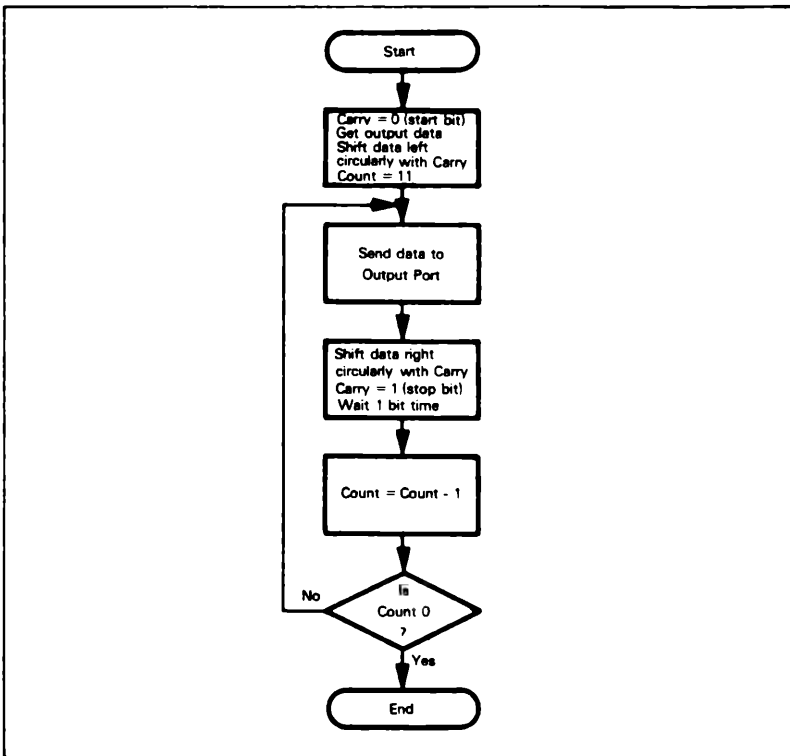 Start
Carry = 0 (start bit)
Get output data
Shift data left
circularly with Carry
Count = 11
Send data to
Output Port
Shift data right
circularly with Carry
Carry = 1 (stop bit)
Wait 1 bit time
Count = Count - 1
Is
Count 0
?
No
Yes
End